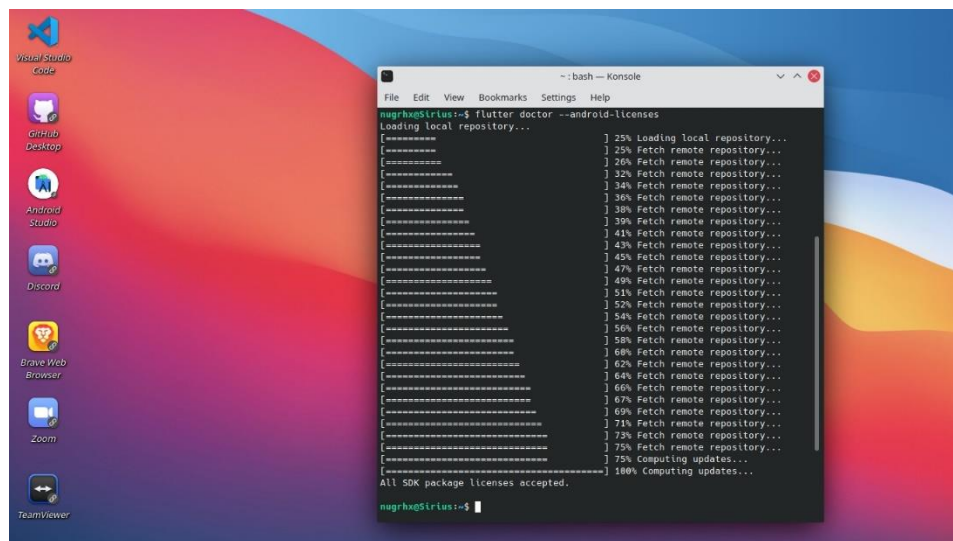 Visual Studio
Code
GitHub
Desktop
Android
Studio
Discord
Brave Web
Browser
Zoom
TeamViewer
~ : bash — Konsole
File Edit View Bookmarks Settings Help
nugrhx@Sirius:~$ flutter doctor --android-licenses
Loading local repository...
[========= ] 25% Loading local repository...
[========= ] 25% Fetch remote repository...
[========== ] 26% Fetch remote repository...
[============ ] 32% Fetch remote repository...
[============= ] 34% Fetch remote repository...
[============== ] 36% Fetch remote repository...
[============== ] 38% Fetch remote repository...
[=============== ] 39% Fetch remote repository...
[================ ] 41% Fetch remote repository...
[================= ] 43% Fetch remote repository...
[================= ] 45% Fetch remote repository...
[================== ] 47% Fetch remote repository...
[=================== ] 49% Fetch remote repository...
[==================== ] 51% Fetch remote repository...
[==================== ] 52% Fetch remote repository...
[===================== ] 54% Fetch remote repository...
[====================== ] 56% Fetch remote repository...
[======================= ] 58% Fetch remote repository...
[======================= ] 60% Fetch remote repository...
[======================== ] 62% Fetch remote repository...
[========================= ] 64% Fetch remote repository...
[========================== ] 66% Fetch remote repository...
[========================== ] 67% Fetch remote repository...
[=========================== ] 69% Fetch remote repository...
[============================ ] 71% Fetch remote repository...
[============================= ] 73% Fetch remote repository...
[============================= ] 75% Fetch remote repository...
[============================= ] 75% Computing updates...
[=======================================] 100% Computing updates...
All SDK package licenses accepted.
nugrhx@Sirius:~$